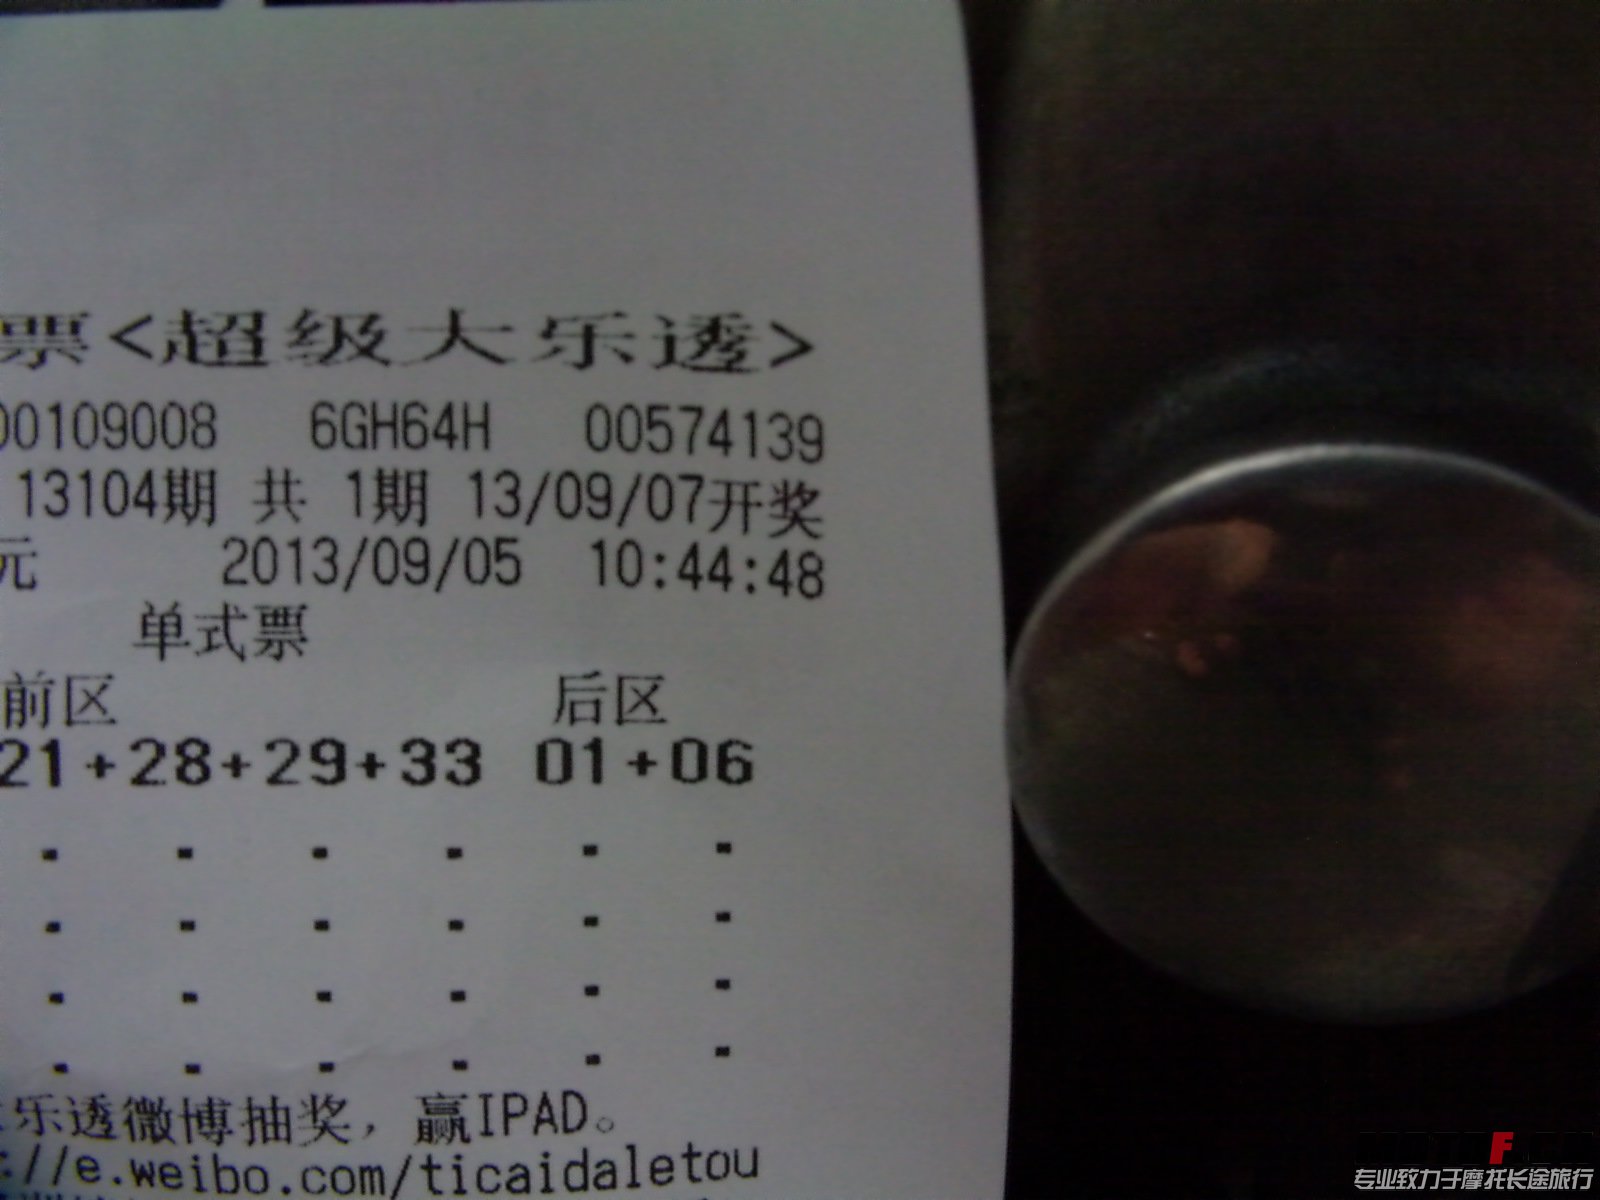 票<超级大乐透>
00109008 6GH64H 00574139
13104期 共 1期 13/09/07开奖
元 2013/09/05 10:44:48
单式票
前区 后区
21+28+29+33 01+06
乐透微博抽奖，赢IPAD。
://e.weibo.com/ticaidaletou
专业致力于摩托长途旅行